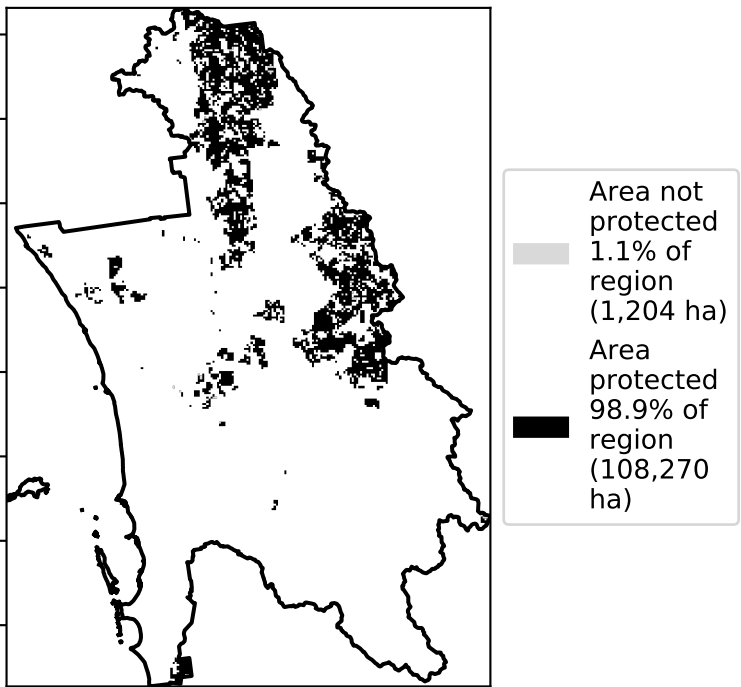 Area not
protected
1.1% of
region
(1,204 ha)
Area
protected
98.9% of
region
(108,270
ha)